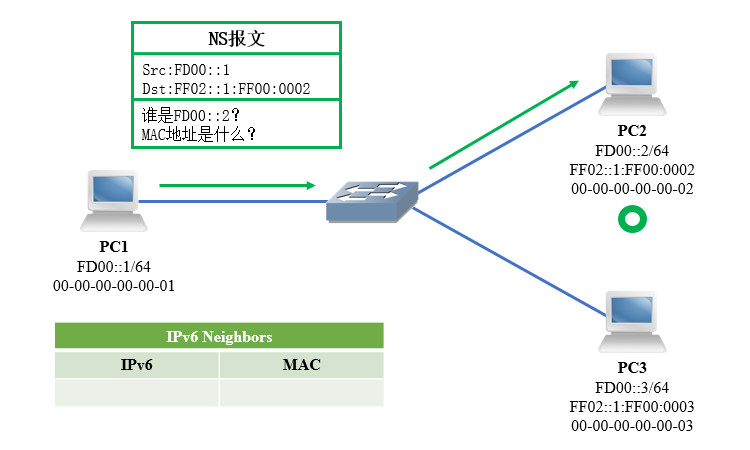 NS报文
Src:FD00::1
Dst:FF02::1:FF00:0002
谁是FD00::2?
MAC地址是什么?
PC2
FD00::2/64
FF02::1:FF00:0002
00-00-00-00-00-02
PC1
FD00::1/64
00-00-00-00-00-01
IPv6 Neighbors
IPv6 MAC
PC3
FD00::3/64
FF02::1:FF00:0003
00-00-00-00-00-03